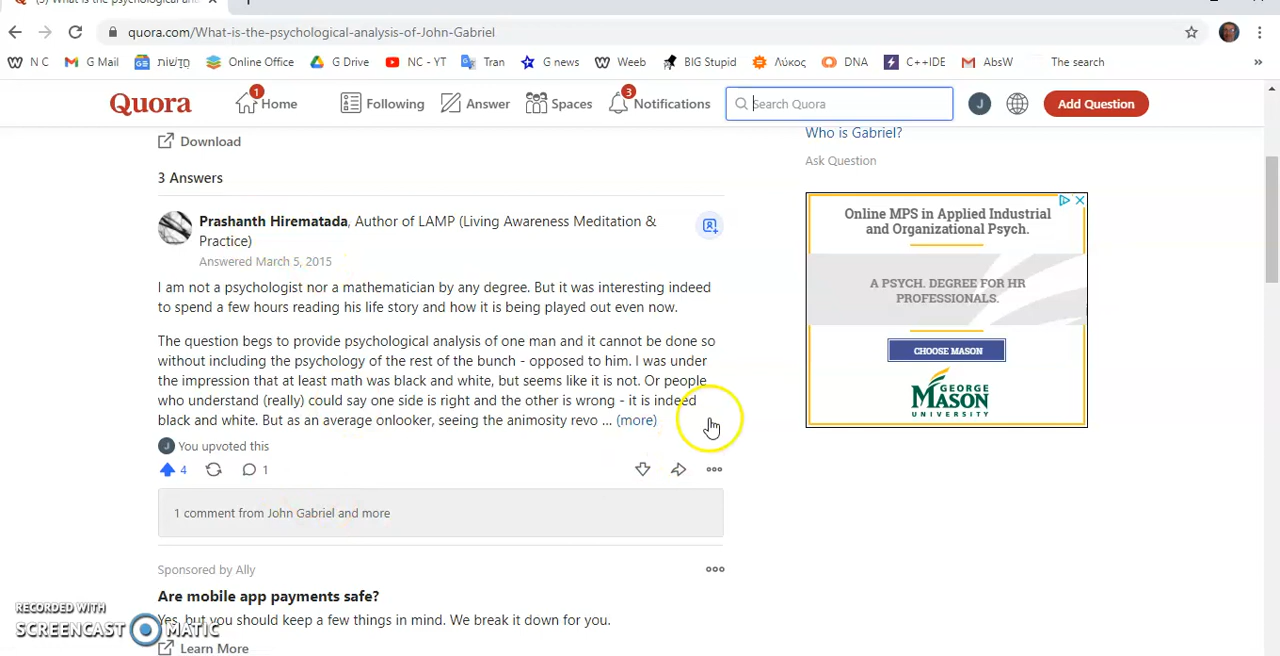 (5) What is the psychological an
quora.com/What-is-the-psychological-analysis-of-John-Gabriel
N C G Mail חֲדָשׁוֹת Online Office G Drive NC - YT Tran G news Weeb BIG Stupid Λύκος DNA C++IDE AbsW The search »
Quora 1 Home Following Answer Spaces 3 Notifications Search Quora J Add Question
Download
Who is Gabriel?
Ask Question
3 Answers
Prashanth Hirematada, Author of LAMP (Living Awareness Meditation &
Practice)
Answered March 5, 2015
I am not a psychologist nor a mathematician by any degree. But it was interesting indeed
to spend a few hours reading his life story and how it is being played out even now.
The question begs to provide psychological analysis of one man and it cannot be done so
without including the psychology of the rest of the bunch - opposed to him. I was under
the impression that at least math was black and white, but seems like it is not. Or people
who understand (really) could say one side is right and the other is wrong - it is indeed
black and white. But as an average onlooker, seeing the animosity revo ... (more)
J You upvoted this
4 1
1 comment from John Gabriel and more
Sponsored by Ally
Are mobile app payments safe?
Yes, but you should keep a few things in mind. We break it down for you.
Learn More
Online MPS in Applied Industrial
and Organizational Psych.
A PSYCH. DEGREE FOR HR
PROFESSIONALS.
CHOOSE MASON
GEORGE
MASON
UNIVERSITY
RECORDED WITH
SCREENCAST MATIC